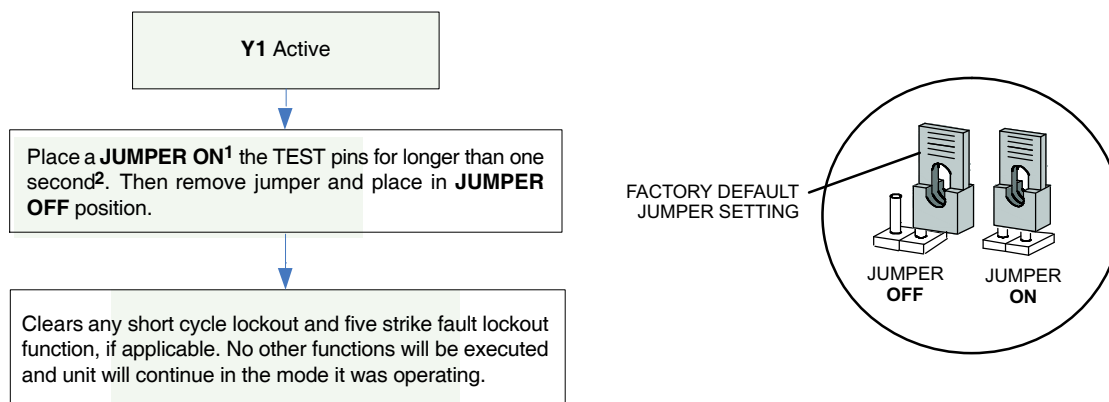 Y1 Active
Place a JUMPER ON1 the TEST pins for longer than one
second2. Then remove jumper and place in JUMPER
OFF position.
Clears any short cycle lockout and five strike fault lockout
function, if applicable. No other functions will be executed
and unit will continue in the mode it was operating.
FACTORY DEFAULT
JUMPER SETTING
JUMPER
OFF
JUMPER
ON